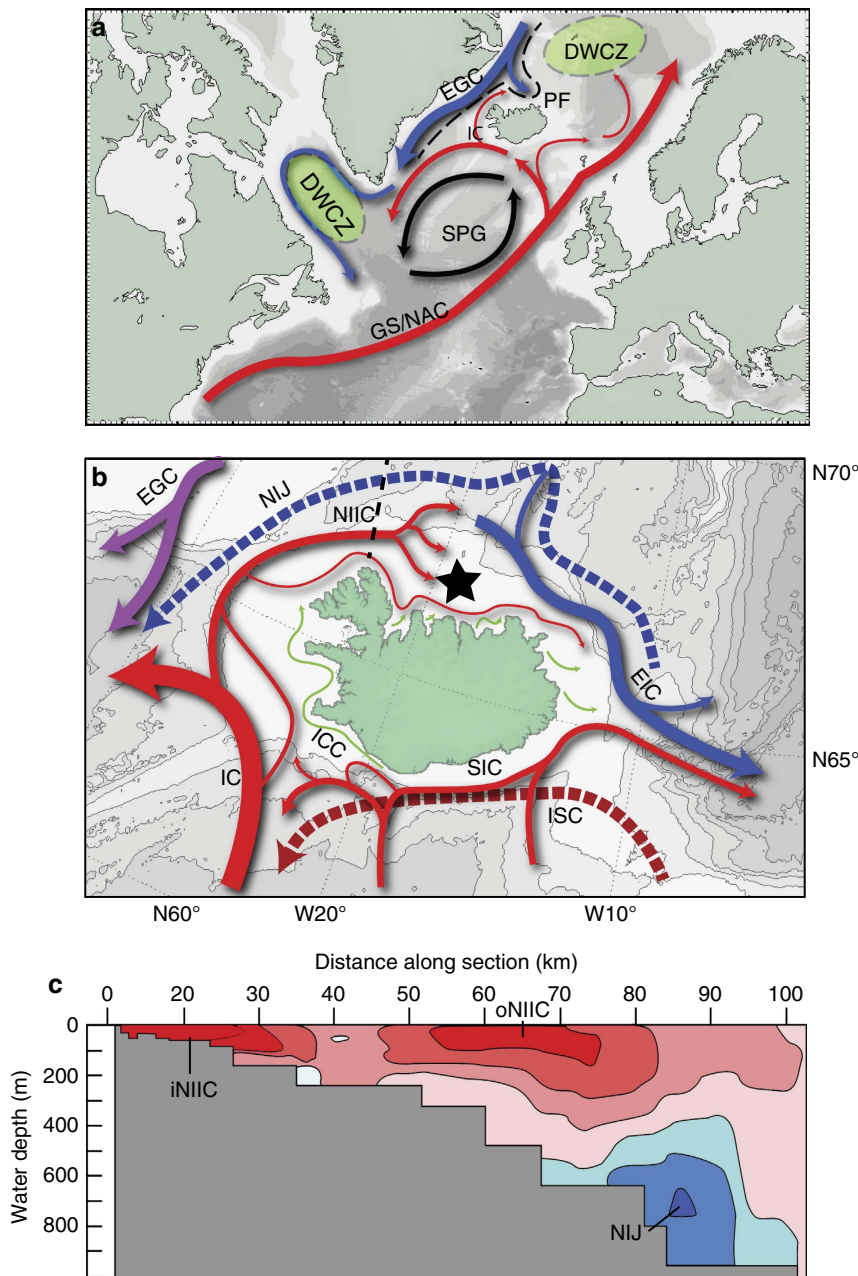 a
DWCZ
EGC
PF
IC
DWCZ
SPG
GS/NAC
b
N70°
EGC
NIJ
NIIC
EIC
ICC
N65°
SIC
IC
ISC
N60°
W20°
W10°
Distance along section (km)
c
0 20 30 40 50 60 70 80 90 100
oNIIC
0
iNIIC
200
400
600
800
NIJ
Water depth (m)